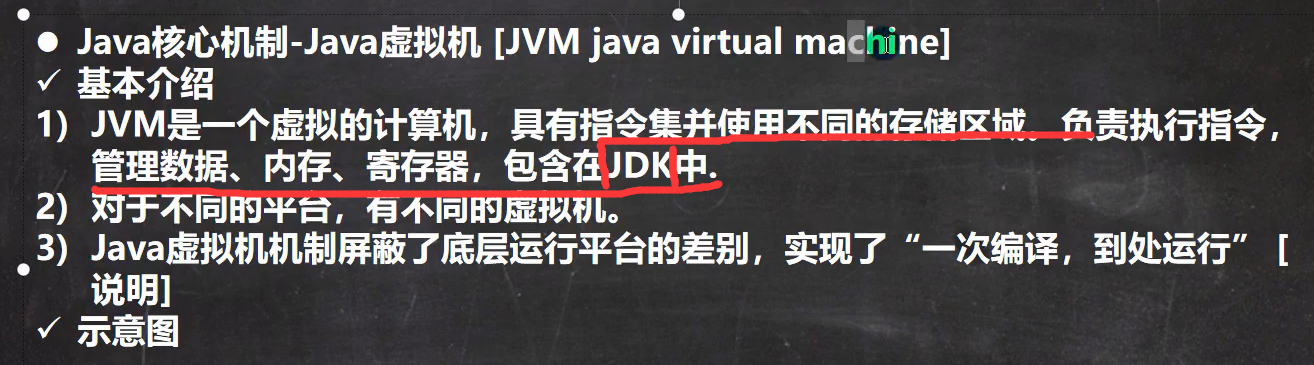 ● Java核心机制-Java虚拟机 [JVM java virtual machine]
✓ 基本介绍
1) JVM是一个虚拟的计算机，具有指令集并使用不同的存储区域。负责执行指令，
管理数据、内存、寄存器，包含在JDK中.
2) 对于不同的平台，有不同的虚拟机。
3) Java虚拟机机制屏蔽了底层运行平台的差别，实现了“一次编译，到处运行” [
说明]
✓ 示意图